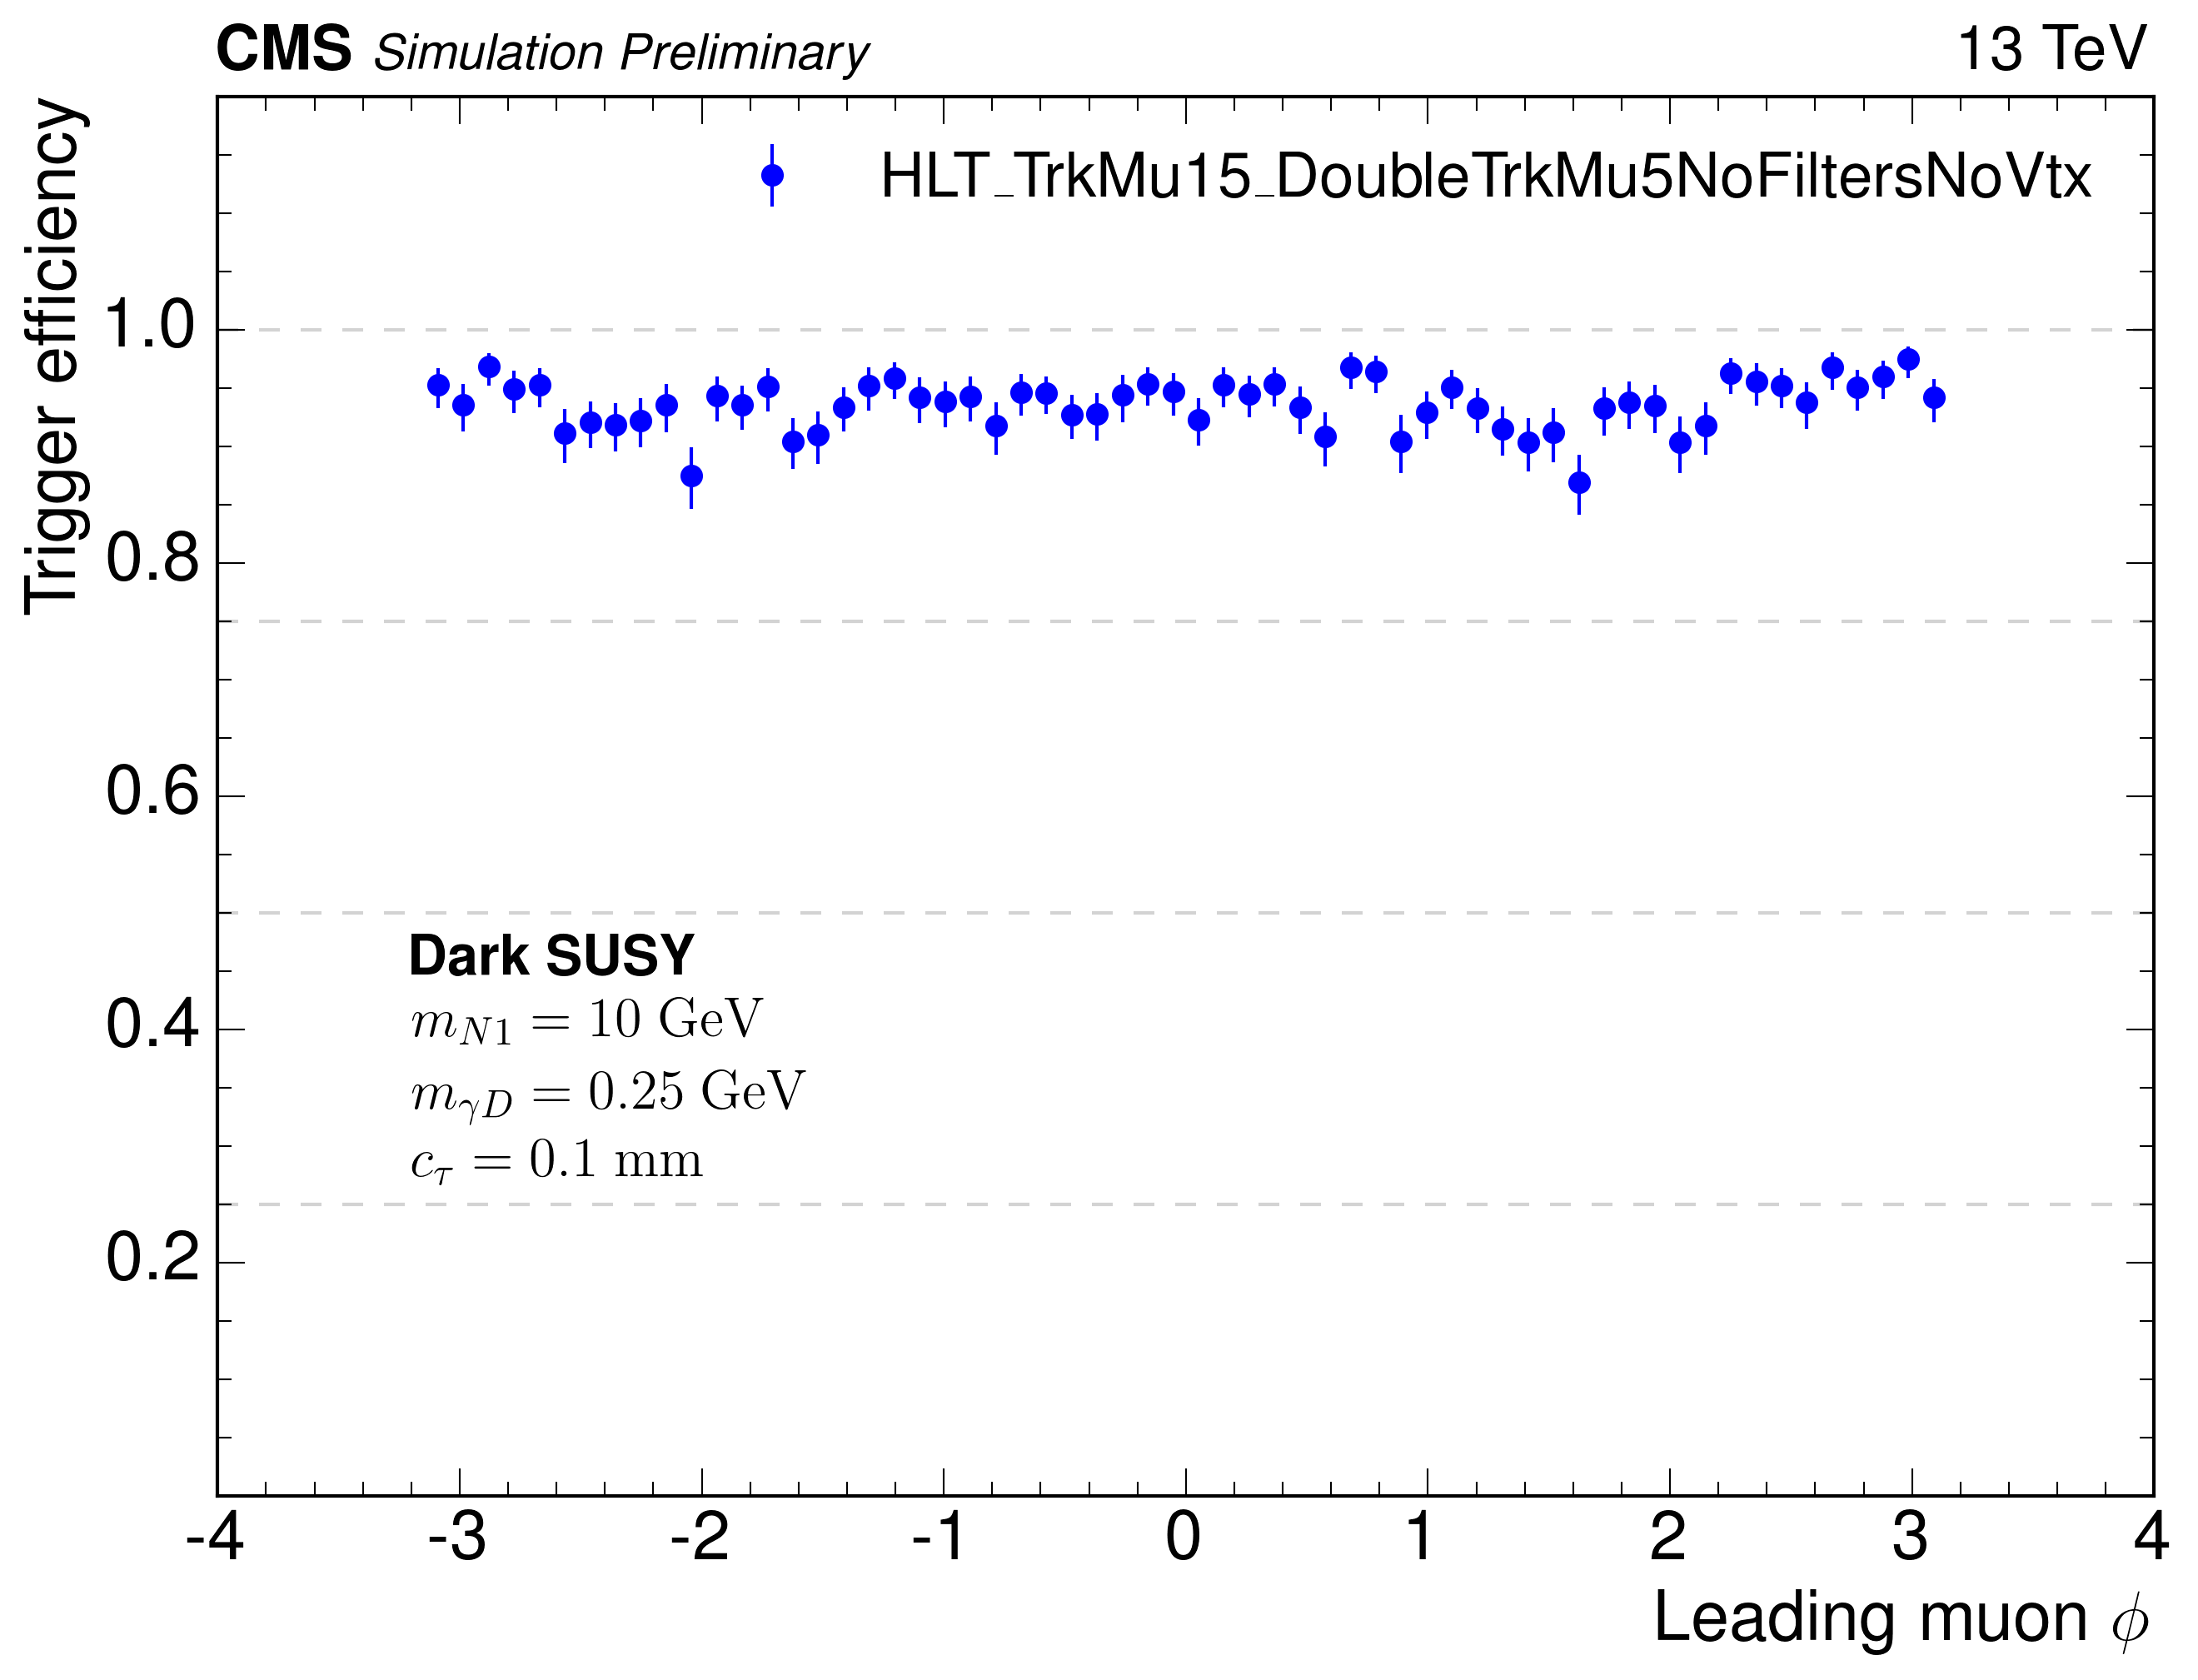 CMS Simulation Preliminary 13 TeV
Trigger efficiency
HLT_TrkMu15_DoubleTrkMu5NoFiltersNoVtx
1.0
0.8
0.6
0.4
0.2
Dark SUSY
m_{N1} = 10 GeV
m_{γD} = 0.25 GeV
c_τ = 0.1 mm
-4 -3 -2 -1 0 1 2 3 4
Leading muon ϕ